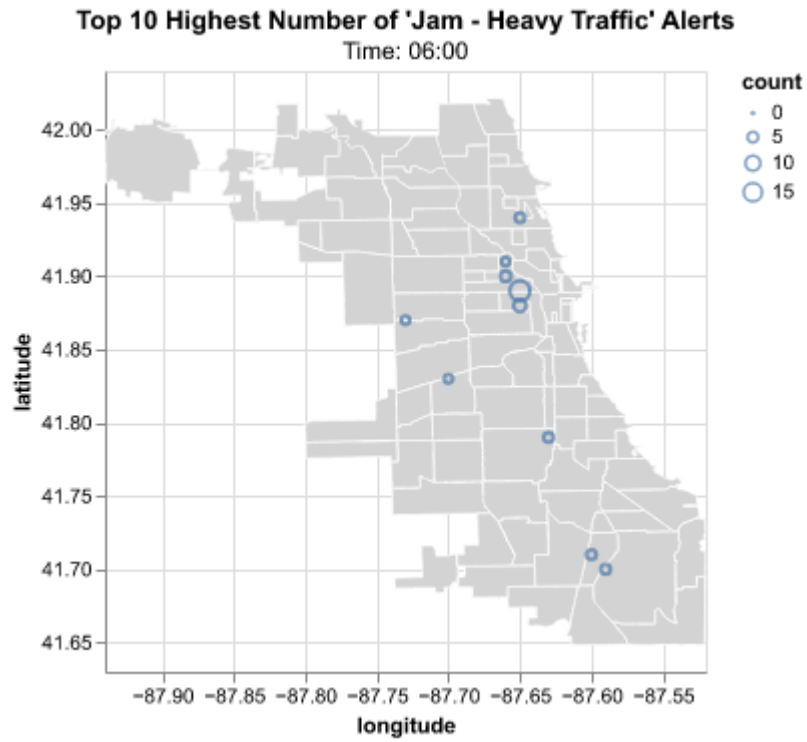 Top 10 Highest Number of 'Jam - Heavy Traffic' Alerts
Time: 06:00
count
0
5
10
15
42.00
41.95
41.90
41.85
41.80
41.75
41.70
41.65
latitude
−87.90 −87.85 −87.80 −87.75 −87.70 −87.65 −87.60 −87.55
longitude